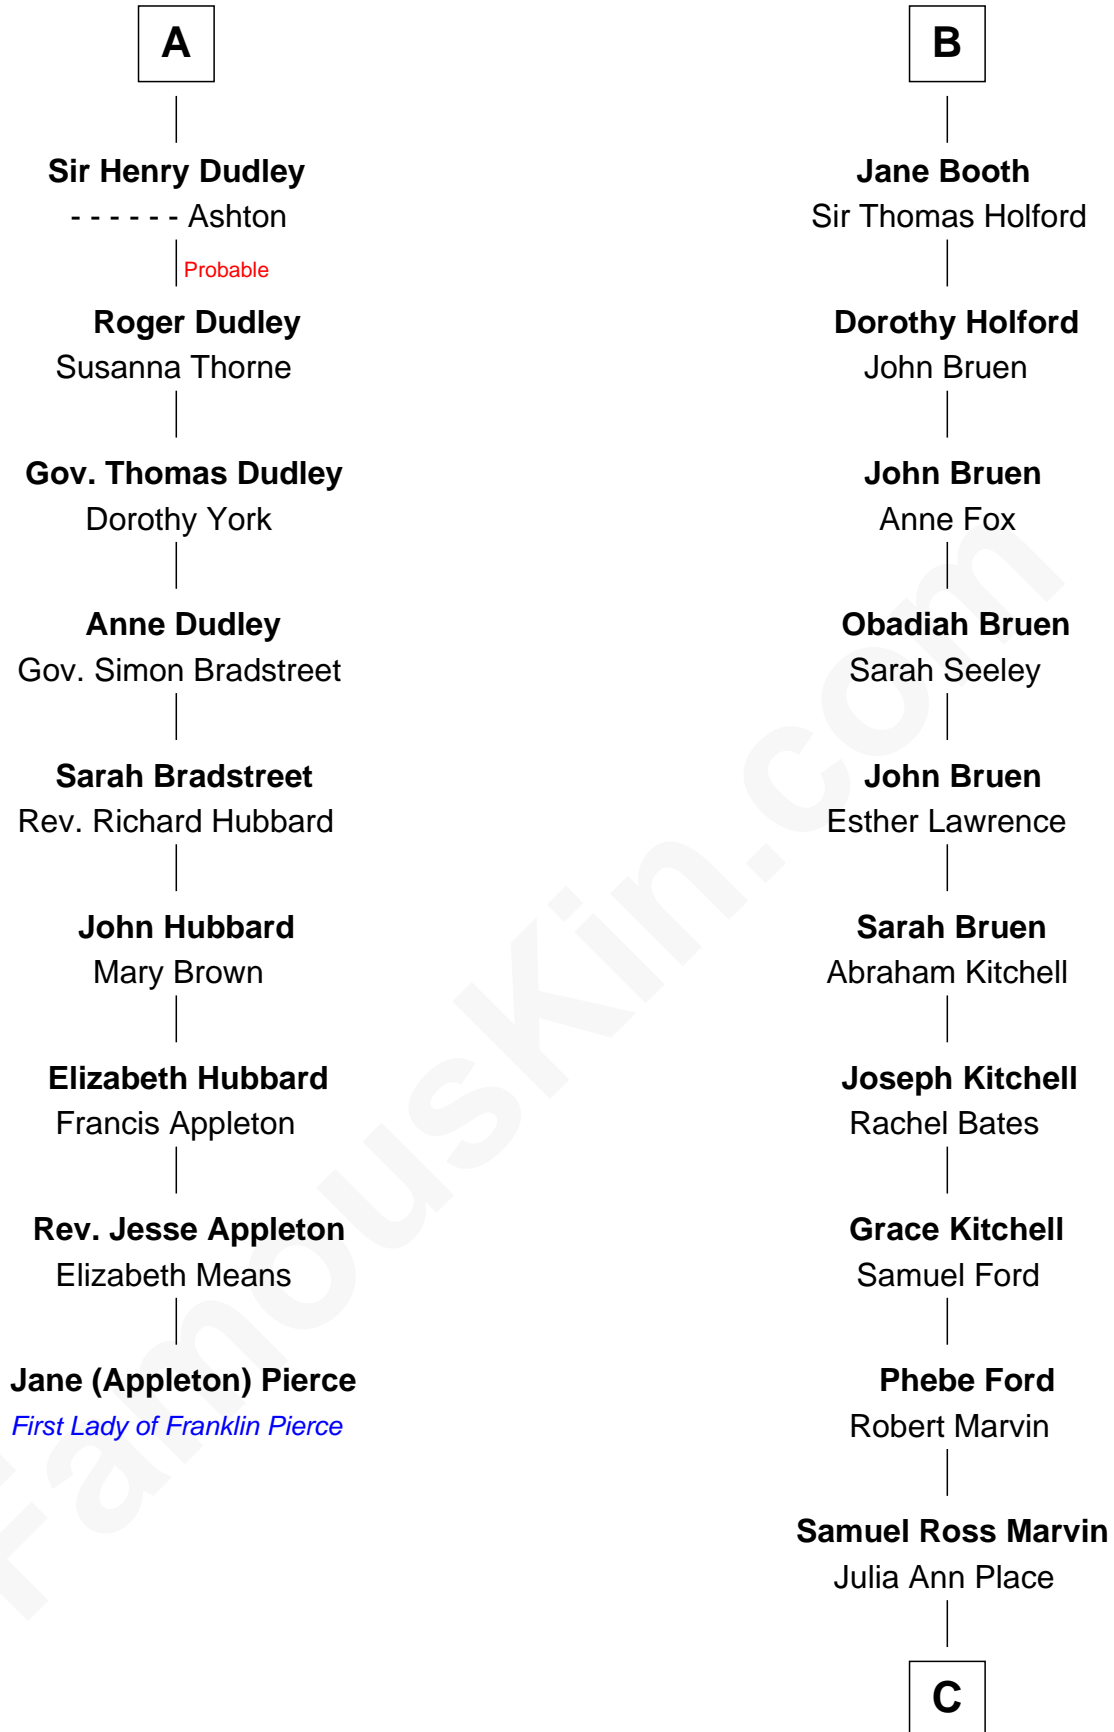 A
Sir Henry Dudley
- - - - - - Ashton
Probable
Roger Dudley
Susanna Thorne
Gov. Thomas Dudley
Dorothy York
Anne Dudley
Gov. Simon Bradstreet
Sarah Bradstreet
Rev. Richard Hubbard
John Hubbard
Mary Brown
Elizabeth Hubbard
Francis Appleton
Rev. Jesse Appleton
Elizabeth Means
Jane (Appleton) Pierce
First Lady of Franklin Pierce
B
Jane Booth
Sir Thomas Holford
Dorothy Holford
John Bruen
John Bruen
Anne Fox
Obadiah Bruen
Sarah Seeley
John Bruen
Esther Lawrence
Sarah Bruen
Abraham Kitchell
Joseph Kitchell
Rachel Bates
Grace Kitchell
Samuel Ford
Phebe Ford
Robert Marvin
Samuel Ross Marvin
Julia Ann Place
C
FamousKin.com